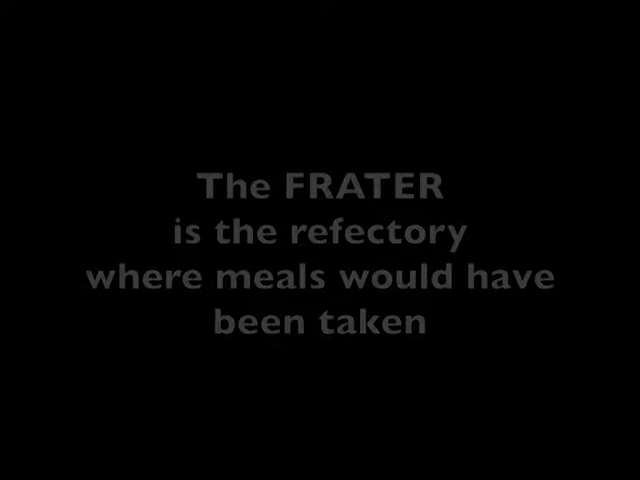 The FRATER
is the refectory
where meals would have
been taken